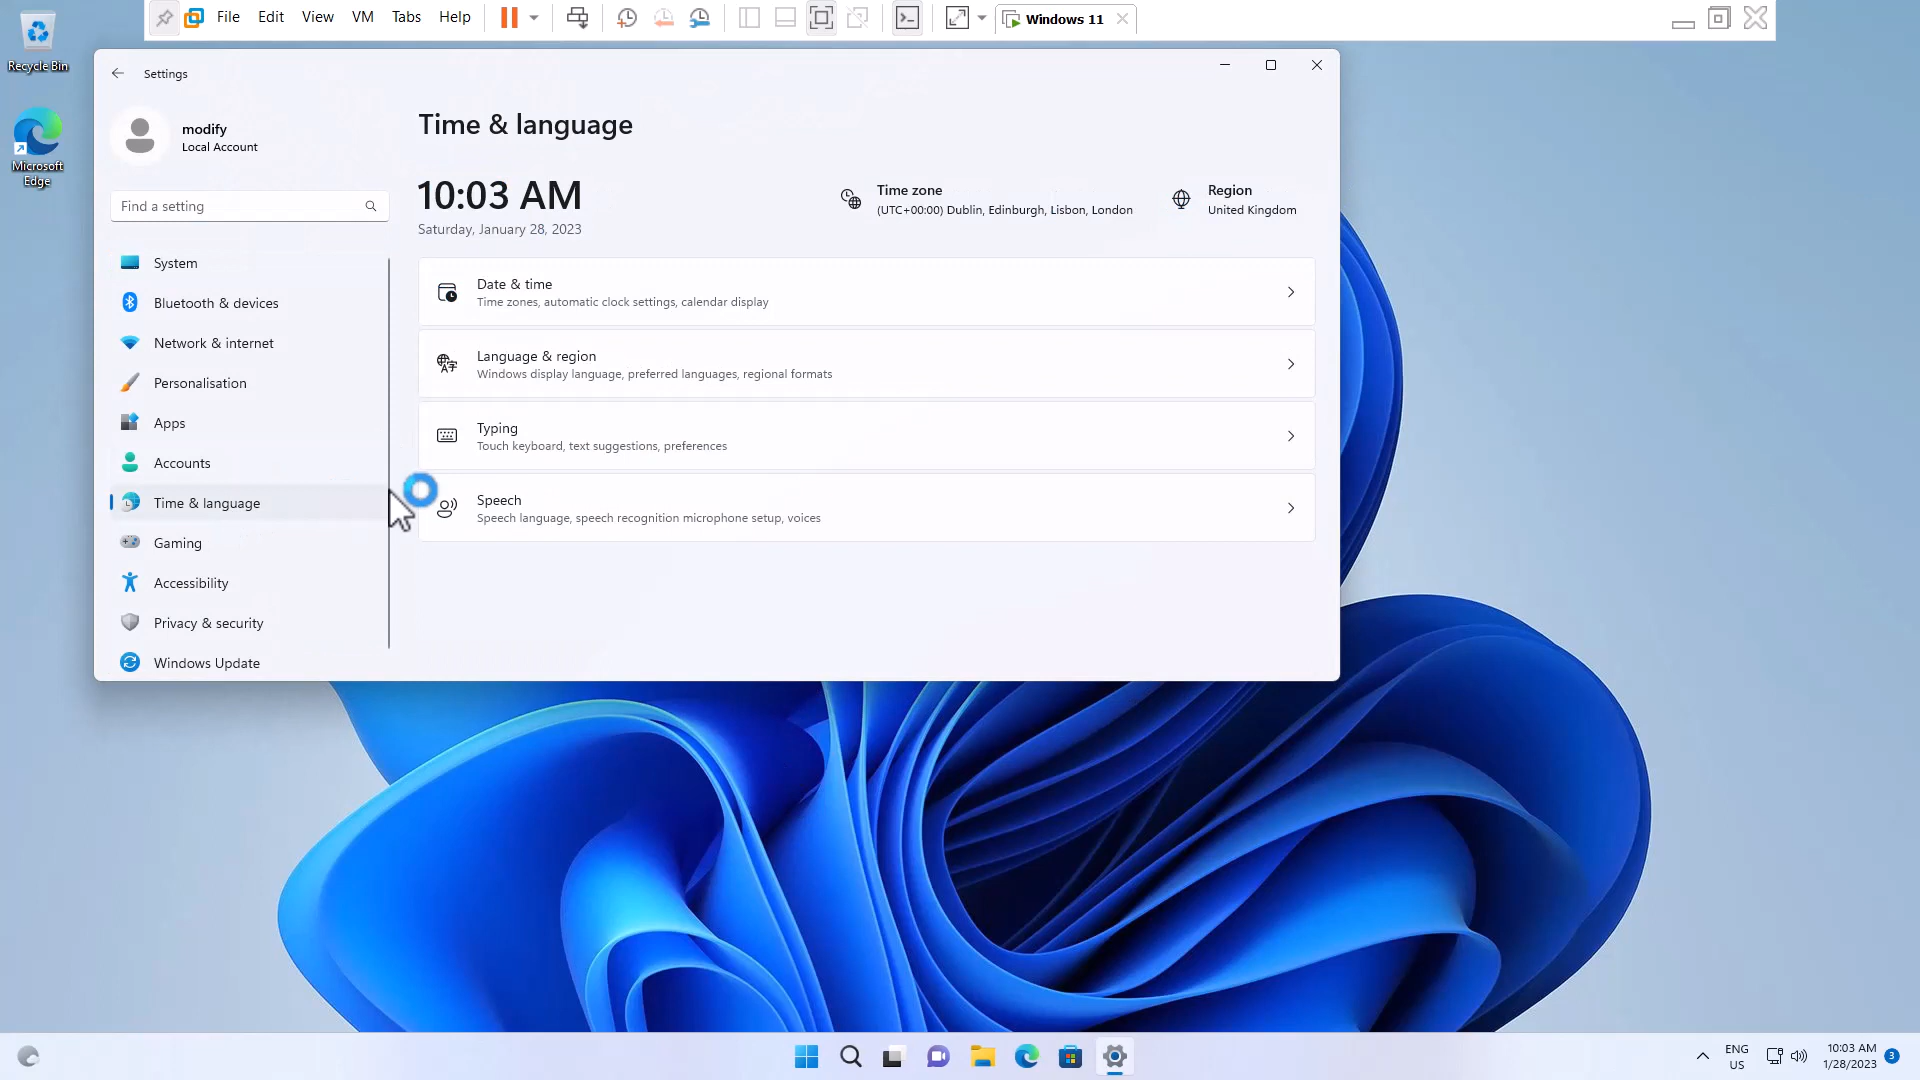 File Edit View VM Tabs Help
Windows 11
Recycle Bin
Microsoft
Edge
Settings
modify
Local Account
Find a setting
System
Bluetooth & devices
Network & internet
Personalisation
Apps
Accounts
Time & language
Gaming
Accessibility
Privacy & security
Windows Update
Time & language
10:03 AM
Saturday, January 28, 2023
Time zone
(UTC+00:00) Dublin, Edinburgh, Lisbon, London
Region
United Kingdom
Date & time
Time zones, automatic clock settings, calendar display
Language & region
Windows display language, preferred languages, regional formats
Typing
Touch keyboard, text suggestions, preferences
Speech
Speech language, speech recognition microphone setup, voices
ENG
US
10:03 AM
1/28/2023
3